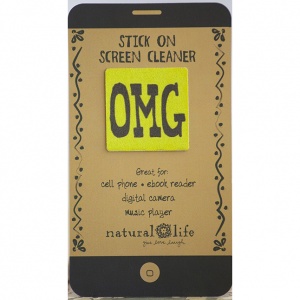 STICK ON
SCREEN CLEANER
OMG
Great for
cell phone • ebook reader
digital camera
music player
natural life